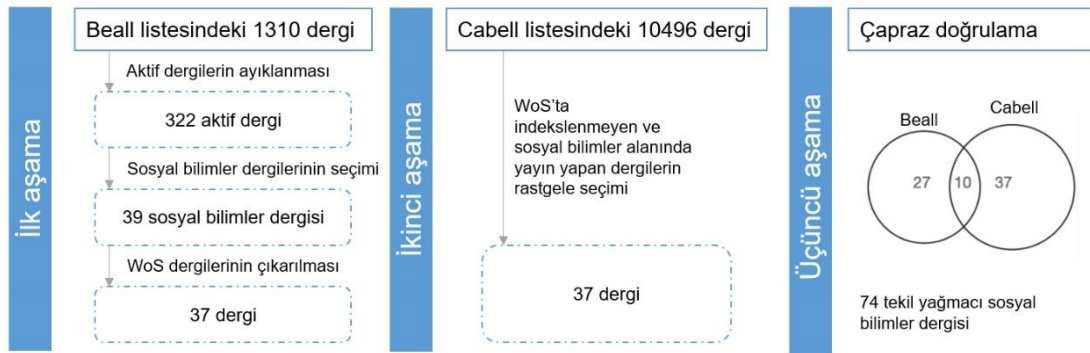 İlk aşama
Beall listesindeki 1310 dergi
Aktif dergilerin ayıklanması
322 aktif dergi
Sosyal bilimler dergilerinin seçimi
39 sosyal bilimler dergisi
WoS dergilerinin çıkarılması
37 dergi
İkinci aşama
Cabell listesindeki 10496 dergi
WoS'ta
indekslenmeyen ve
sosyal bilimler alanında
yayın yapan dergilerin
rastgele seçimi
37 dergi
Üçüncü aşama
Çapraz doğrulama
Cabell
Beall
27 10 37
74 tekil yağmacı sosyal
bilimler dergisi